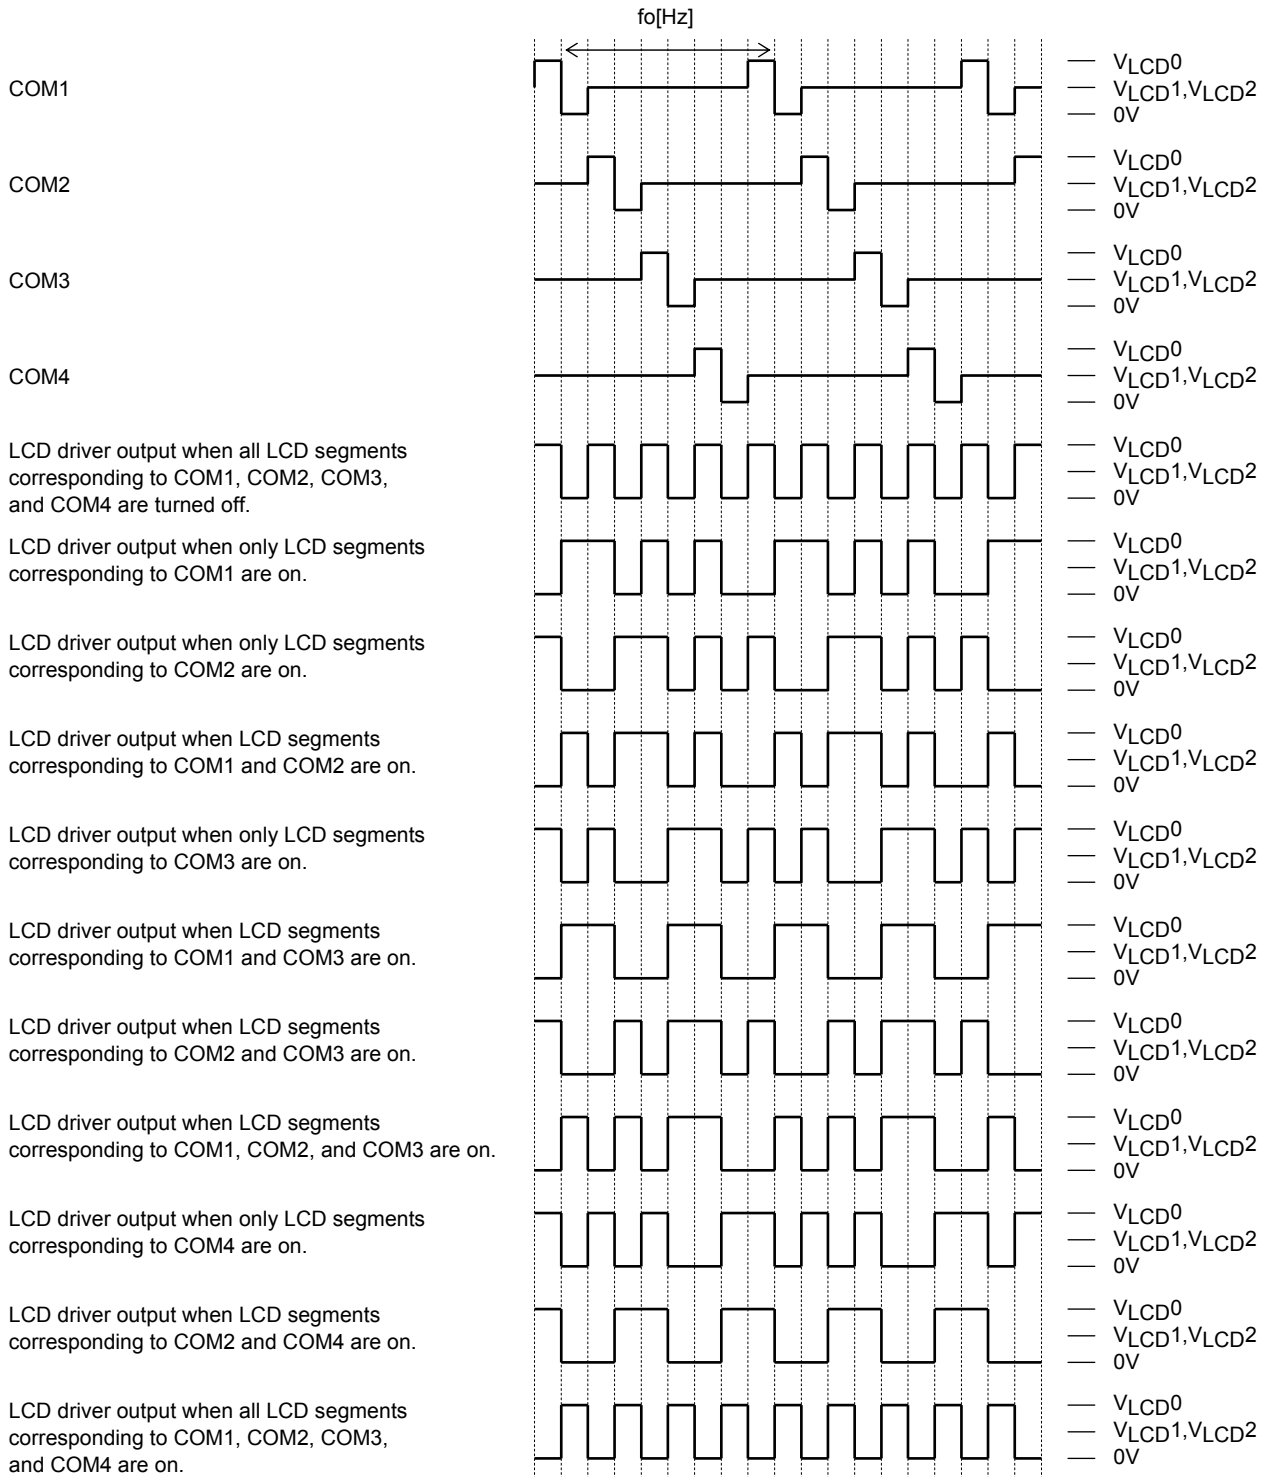 fo[Hz]
COM1
VLCD0
VLCD1,VLCD2
0V
COM2
VLCD0
VLCD1,VLCD2
0V
COM3
VLCD0
VLCD1,VLCD2
0V
COM4
VLCD0
VLCD1,VLCD2
0V
LCD driver output when all LCD segments
corresponding to COM1, COM2, COM3,
and COM4 are turned off.
VLCD0
VLCD1,VLCD2
0V
LCD driver output when only LCD segments
corresponding to COM1 are on.
VLCD0
VLCD1,VLCD2
0V
LCD driver output when only LCD segments
corresponding to COM2 are on.
VLCD0
VLCD1,VLCD2
0V
LCD driver output when LCD segments
corresponding to COM1 and COM2 are on.
VLCD0
VLCD1,VLCD2
0V
LCD driver output when only LCD segments
corresponding to COM3 are on.
VLCD0
VLCD1,VLCD2
0V
LCD driver output when LCD segments
corresponding to COM1 and COM3 are on.
VLCD0
VLCD1,VLCD2
0V
LCD driver output when LCD segments
corresponding to COM2 and COM3 are on.
VLCD0
VLCD1,VLCD2
0V
LCD driver output when LCD segments
corresponding to COM1, COM2, and COM3 are on.
VLCD0
VLCD1,VLCD2
0V
LCD driver output when only LCD segments
corresponding to COM4 are on.
VLCD0
VLCD1,VLCD2
0V
LCD driver output when LCD segments
corresponding to COM2 and COM4 are on.
VLCD0
VLCD1,VLCD2
0V
LCD driver output when all LCD segments
corresponding to COM1, COM2, COM3,
and COM4 are on.
VLCD0
VLCD1,VLCD2
0V